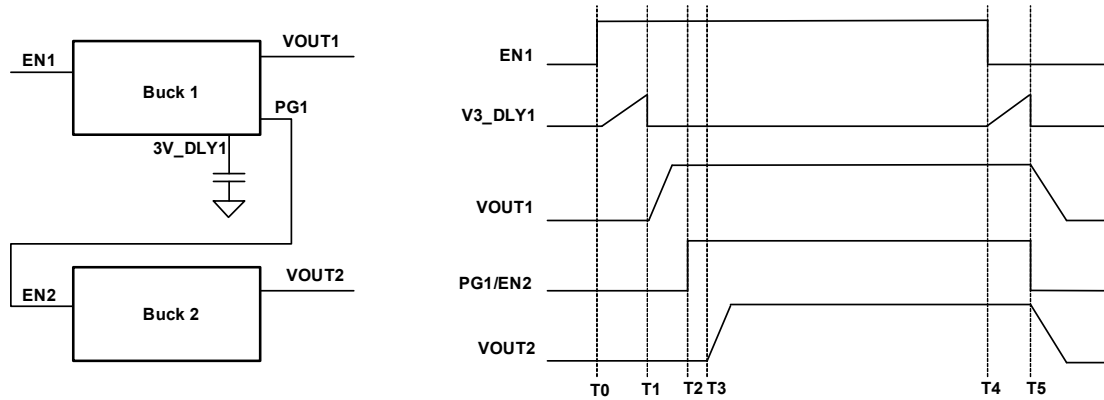 VOUT1
EN1
Buck 1
PG1
3V_DLY1
VOUT2
EN2
Buck 2
EN1
V3_DLY1
VOUT1
PG1/EN2
VOUT2
T0 T1 T2 T3 T4 T5